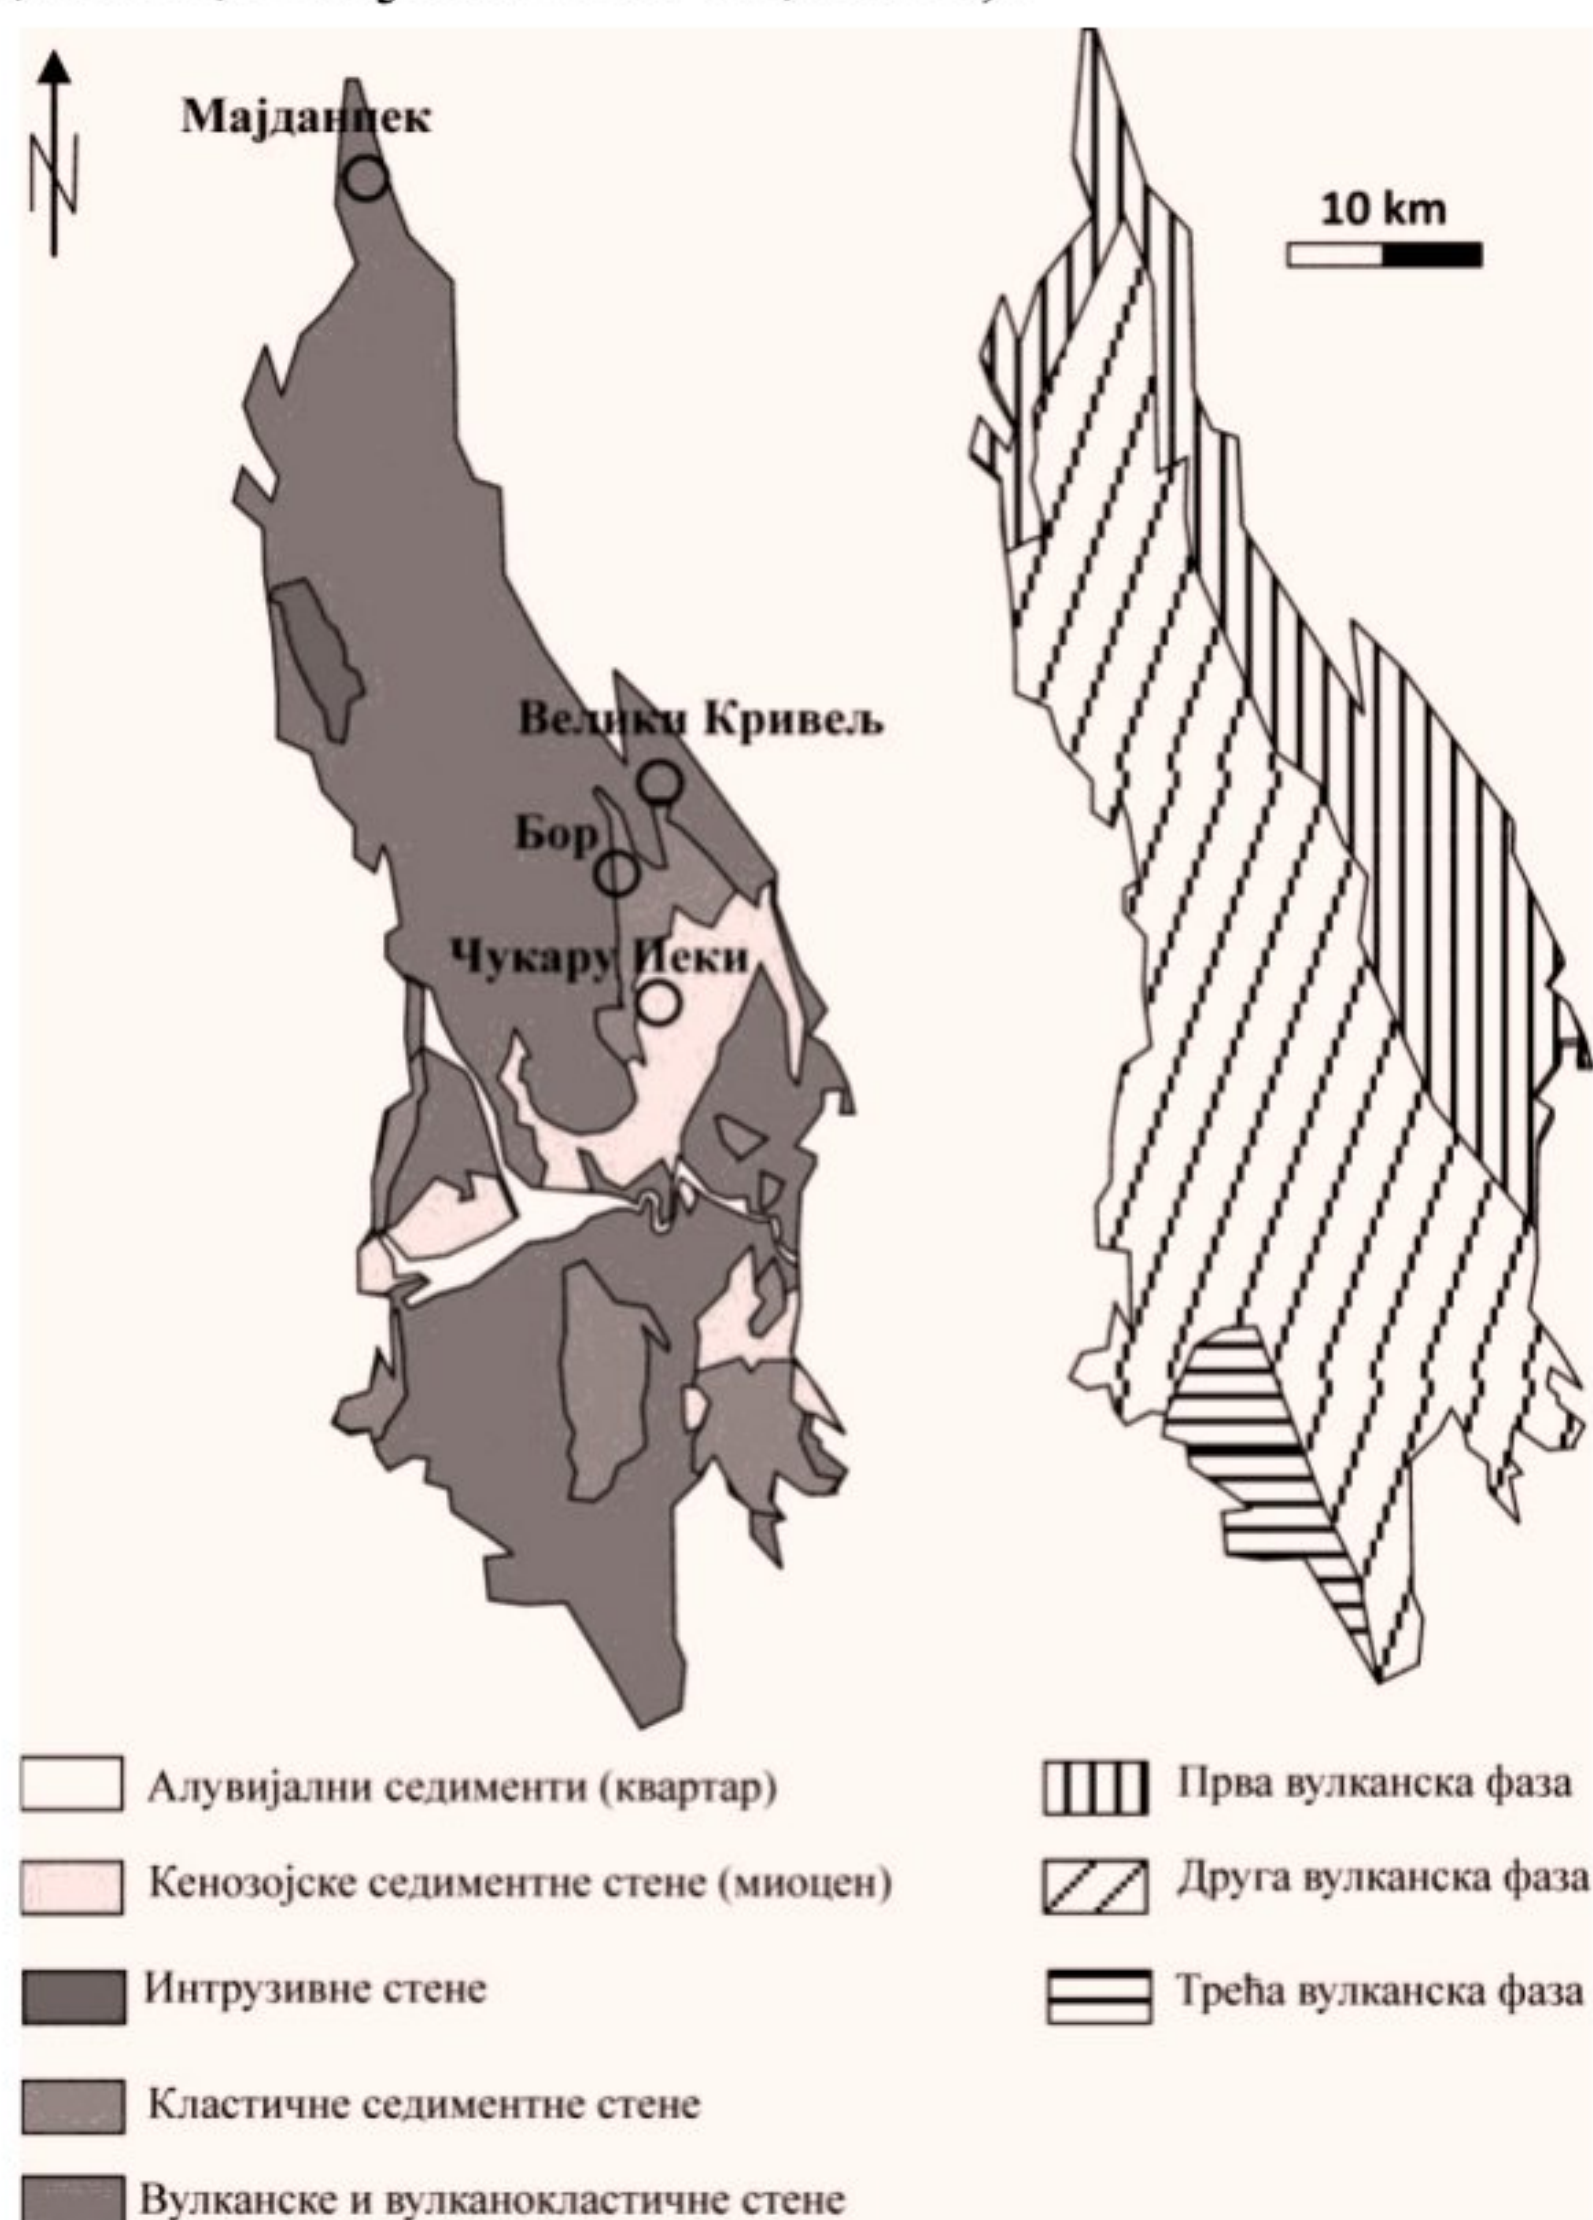 N
Мајданпек
10 km
Велики Кривељ
Бор
Чукару Пеки
Алувијални седименти (квартар)
Прва вулканска фаза
Кенозојске седиментне стене (миоцен)
Друга вулканска фаза
Интрузивне стене
Трећа вулканска фаза
Кластичне седиментне стене
Вулканске и вулканокластичне стене